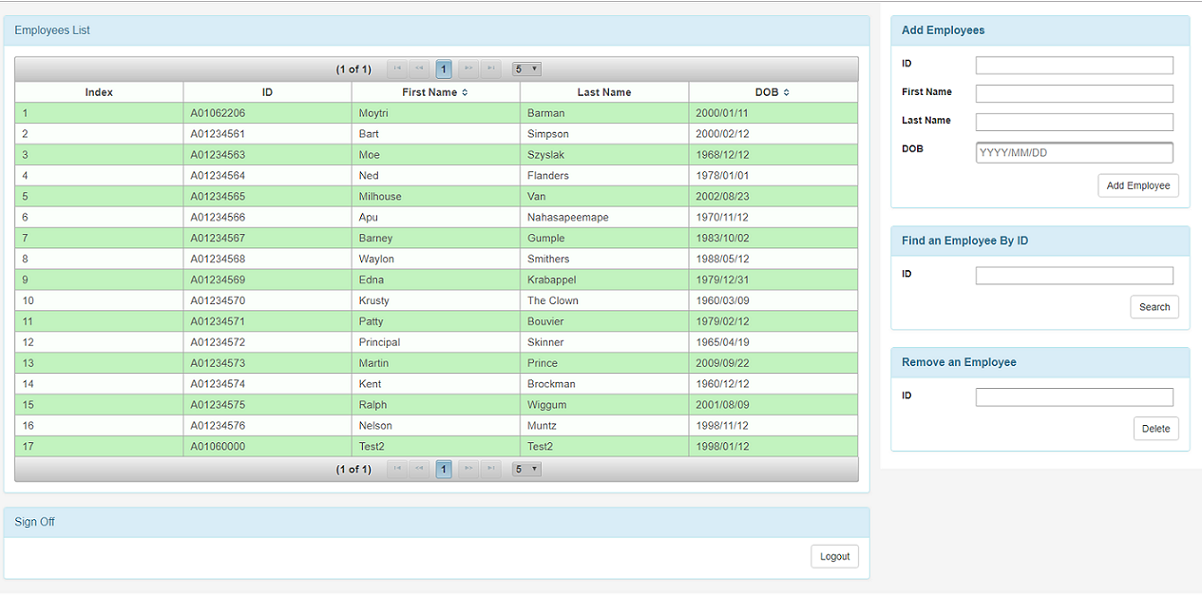 Employees List
(1 of 1) 1 5
Index ID First Name Last Name DOB
1 A01062206 Moytri Barman 2000/01/11
2 A01234561 Bart Simpson 2000/02/12
3 A01234563 Moe Szyslak 1968/12/12
4 A01234564 Ned Flanders 1978/01/01
5 A01234565 Milhouse Van 2002/08/23
6 A01234566 Apu Nahasapeemape 1970/11/12
7 A01234567 Barney Gumple 1983/10/02
8 A01234568 Waylon Smithers 1988/05/12
9 A01234569 Edna Krabappel 1979/12/31
10 A01234570 Krusty The Clown 1960/03/09
11 A01234571 Patty Bouvier 1979/02/12
12 A01234572 Principal Skinner 1965/04/19
13 A01234573 Martin Prince 2009/09/22
14 A01234574 Kent Brockman 1960/12/12
15 A01234575 Ralph Wiggum 2001/08/09
16 A01234576 Nelson Muntz 1998/11/12
17 A01060000 Test2 Test2 1998/01/12
(1 of 1) 1 5
Sign Off
Logout
Add Employees
ID
First Name
Last Name
DOB YYYY/MM/DD
Add Employee
Find an Employee By ID
ID
Search
Remove an Employee
ID
Delete